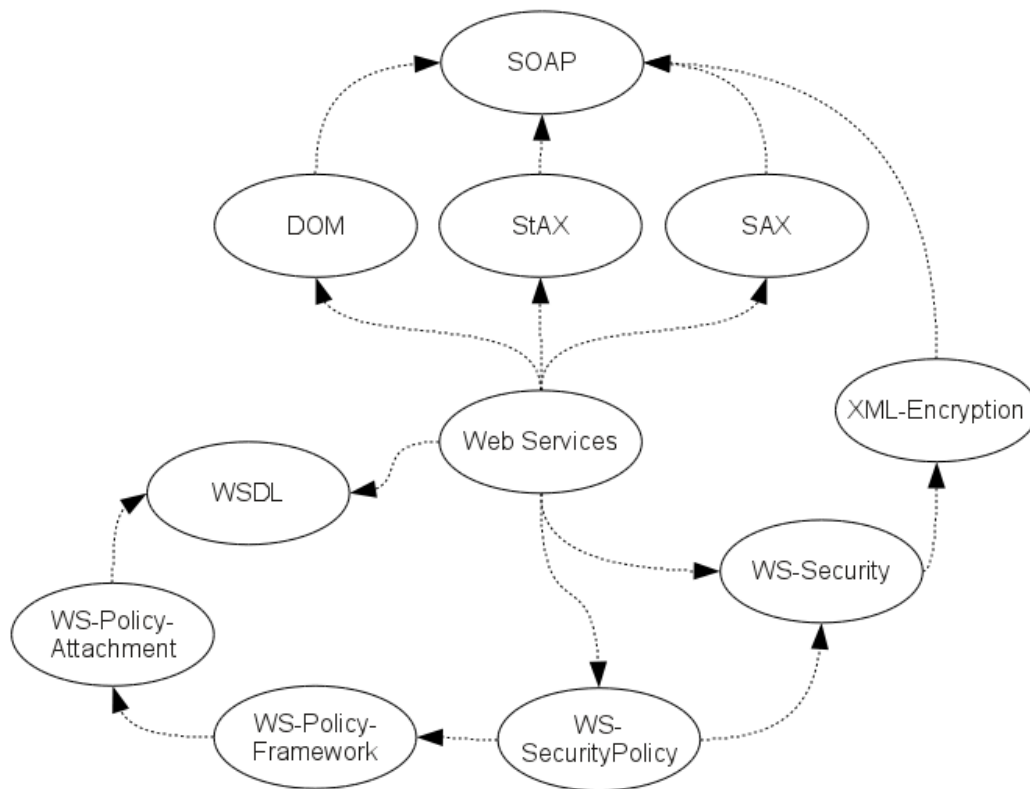 SOAP
DOM
StAX
SAX
XML-Encryption
Web Services
WSDL
WS-Security
WS-Policy-
Attachment
WS-Policy-
Framework
WS-
SecurityPolicy